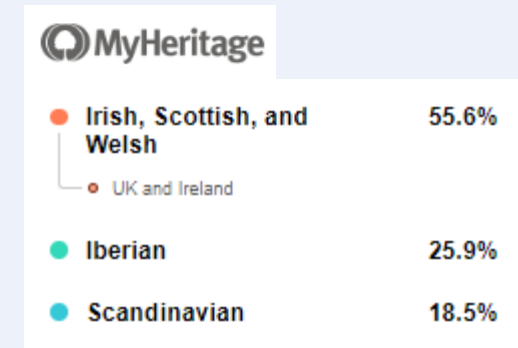 MyHeritage
Irish, Scottish, and 55.6%
Welsh
UK and Ireland
Iberian 25.9%
Scandinavian 18.5%